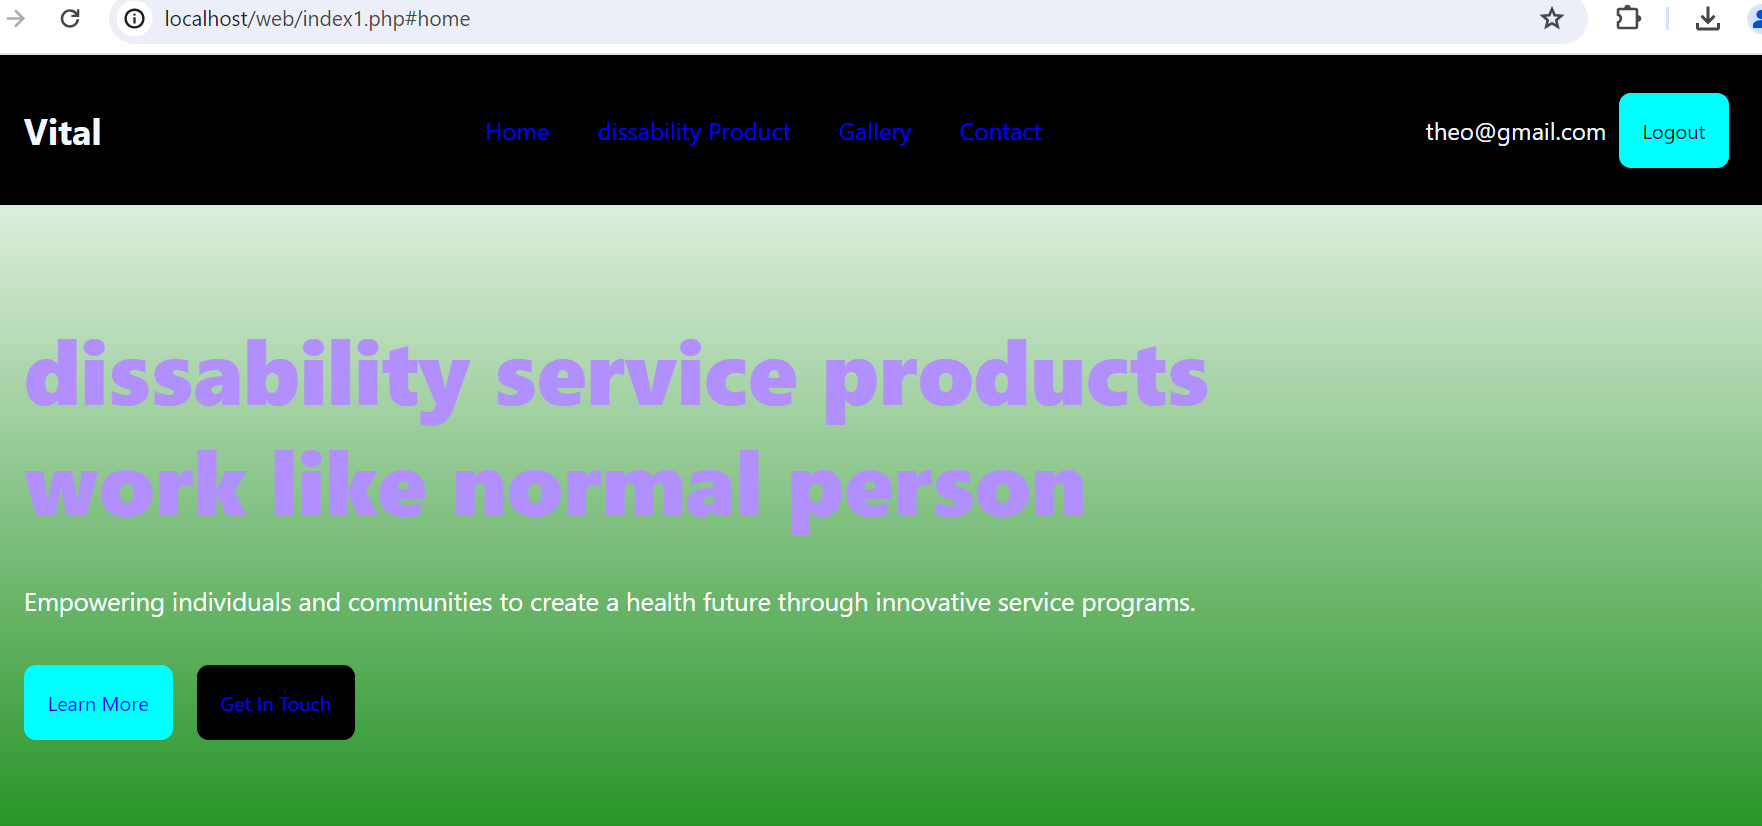 localhost/web/index1.php#home
Vital
Home dissability Product Gallery Contact
theo@gmail.com Logout
dissability service products
work like normal person
Empowering individuals and communities to create a health future through innovative service programs.
Learn More Get In Touch